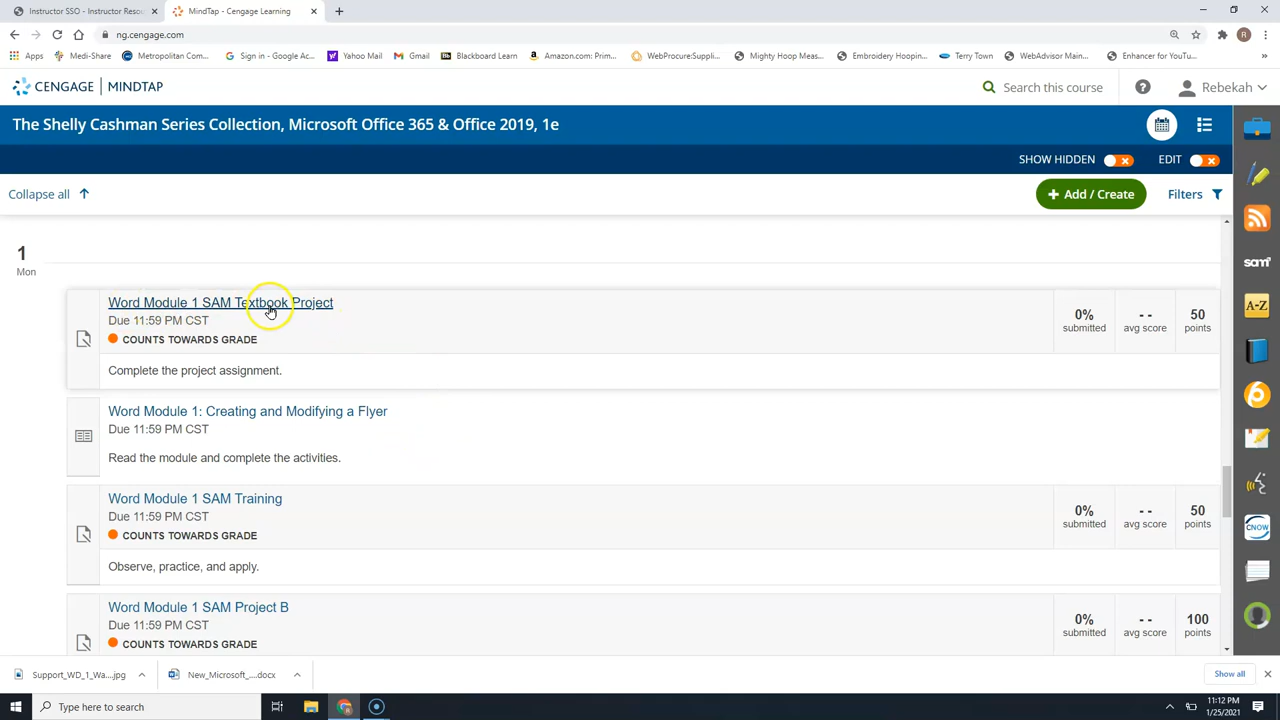 Instructor SSO - Instructor Resou
MindTap - Cengage Learning
ng.cengage.com
R
Apps
Medi-Share
Metropolitan Com...
Sign in - Google Ac...
Yahoo Mail
Gmail
Blackboard Learn
Amazon.com: Prim...
WebProcure:Suppli...
Mighty Hoop Meas...
Embroidery Hoopin...
Terry Town
WebAdvisor Main...
Enhancer for YouTu...
CENGAGE | MINDTAP
Search this course
Rebekah
The Shelly Cashman Series Collection, Microsoft Office 365 & Office 2019, 1e
SHOW HIDDEN
EDIT
Collapse all
+ Add / Create
Filters
1
Mon
Word Module 1 SAM Textbook Project
Due 11:59 PM CST
COUNTS TOWARDS GRADE
0% submitted
- - avg score
50 points
Complete the project assignment.
Word Module 1: Creating and Modifying a Flyer
Due 11:59 PM CST
Read the module and complete the activities.
Word Module 1 SAM Training
Due 11:59 PM CST
COUNTS TOWARDS GRADE
0% submitted
- - avg score
50 points
Observe, practice, and apply.
Word Module 1 SAM Project B
Due 11:59 PM CST
COUNTS TOWARDS GRADE
0% submitted
- - avg score
100 points
sam
A-Z
CNOW
Support_WD_1_Wa....jpg
New_Microsoft_....docx
Show all
Type here to search
11:12 PM
1/25/2021